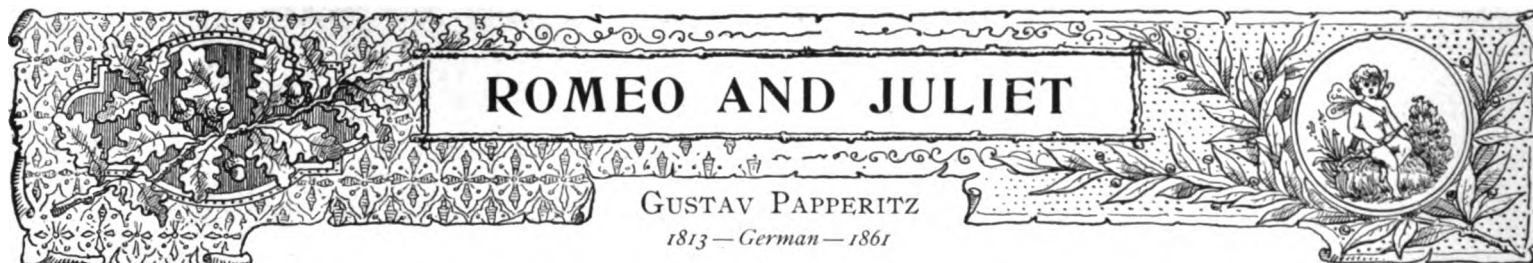 ROMEO AND JULIET
GUSTAV PAPPERITZ
1813—German—1861